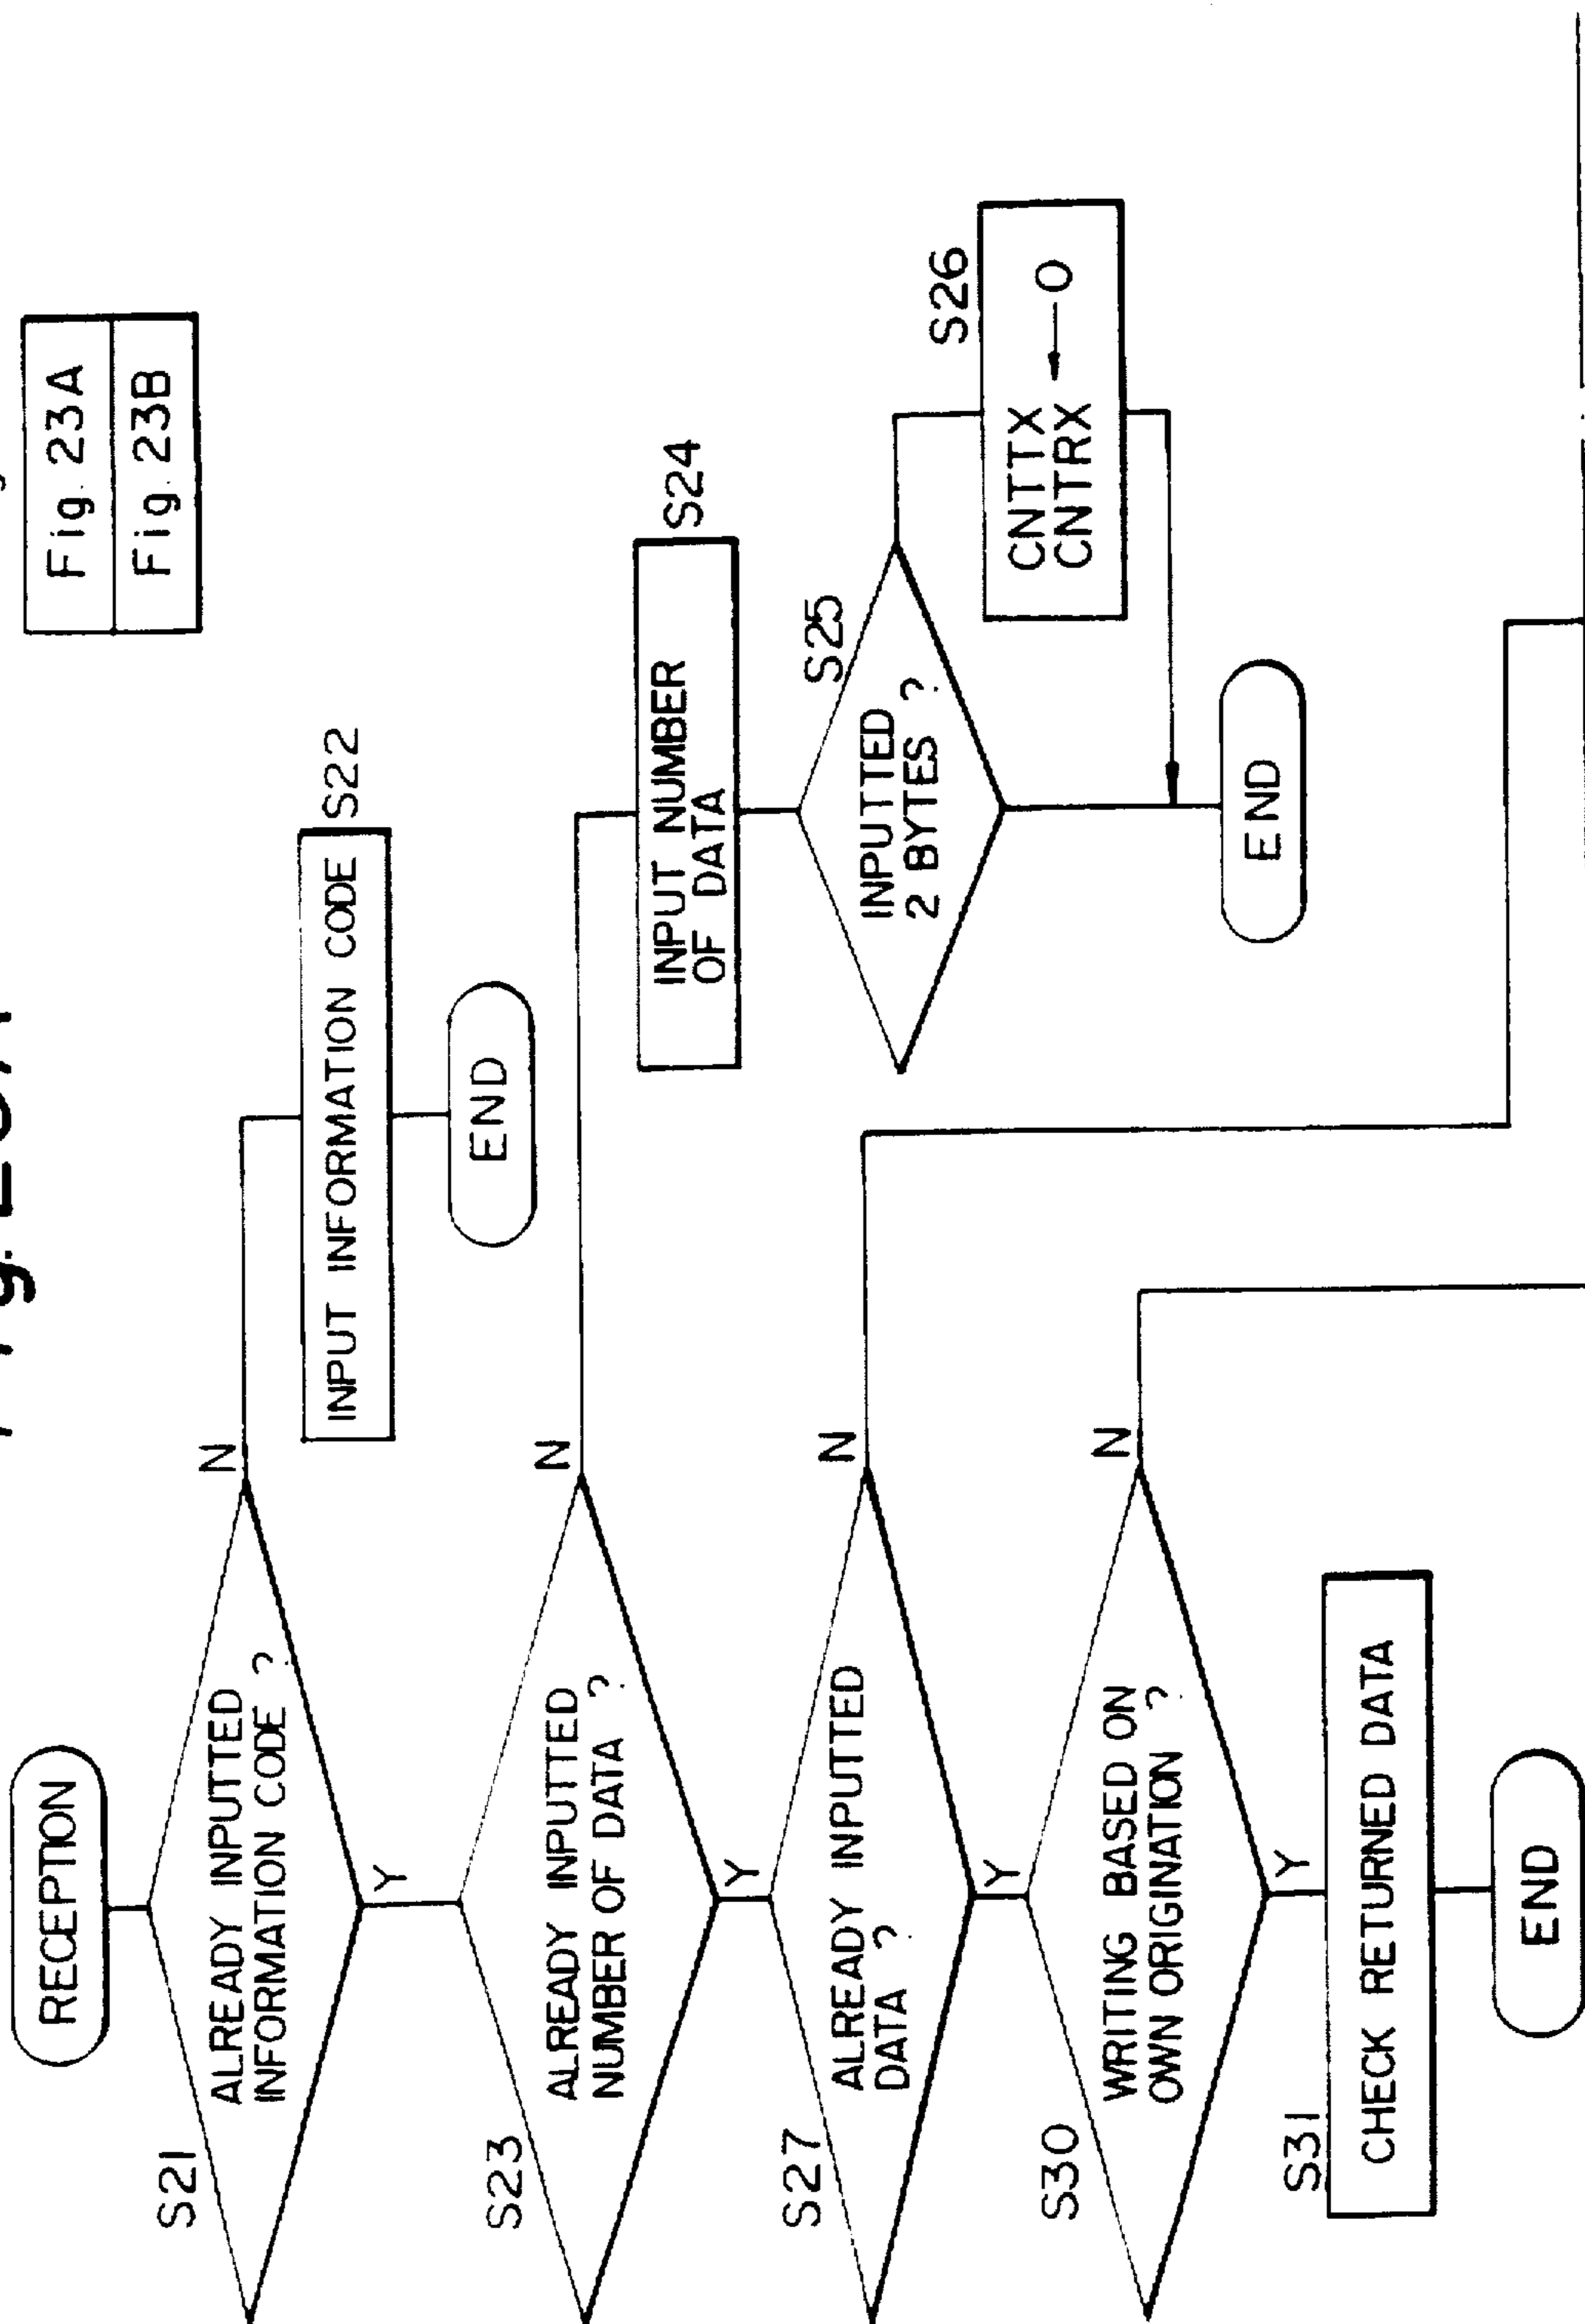 Fig. 23A
Fig. 23A
Fig. 23B
RECEPTION
S21
ALREADY INPUTTED
INFORMATION CODE ?
N
Y
INPUT INFORMATION CODE
S22
END
S23
ALREADY INPUTTED
NUMBER OF DATA ?
N
Y
INPUT NUMBER
OF DATA
S24
S25
INPUTTED
2 BYTES ?
S26
CNTTX
CNTRX ← 0
END
S27
ALREADY INPUTTED
DATA ?
N
Y
S30
WRITING BASED ON
OWN ORIGINATION ?
N
Y
S31
CHECK RETURNED DATA
END